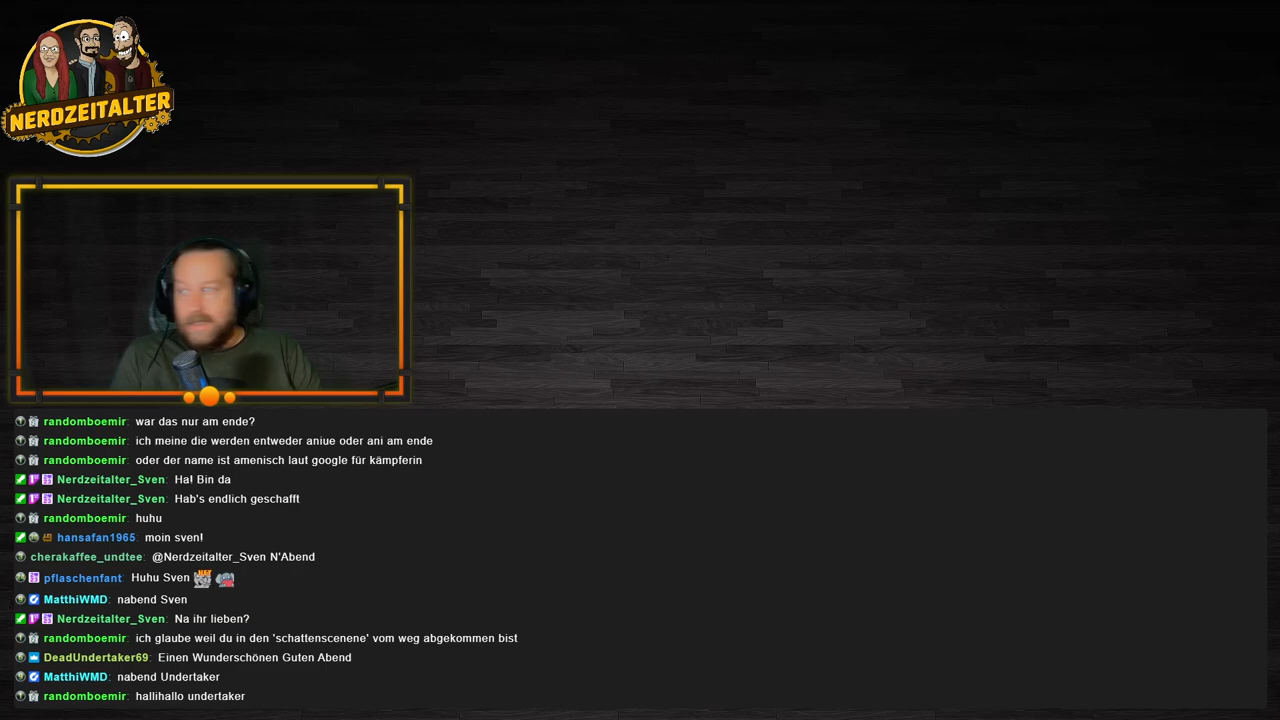 NERDZEITALTER
randomboemir: war das nur am ende?
randomboemir: ich meine die werden entweder aniue oder ani am ende
randomboemir: oder der name ist amenisch laut google für kämpferin
Nerdzeitalter_Sven: Ha! Bin da
Nerdzeitalter_Sven: Hab's endlich geschafft
randomboemir: huhu
hansafan1965: moin sven!
cherakaffee_undtee: @Nerdzeitalter_Sven N'Abend
pflaschenfant: Huhu Sven
MatthiWMD: nabend Sven
Nerdzeitalter_Sven: Na ihr lieben?
randomboemir: ich glaube weil du in den 'schattenscenene' vom weg abgekommen bist
DeadUndertaker69: Einen Wunderschönen Guten Abend
MatthiWMD: nabend Undertaker
randomboemir: hallihallo undertaker